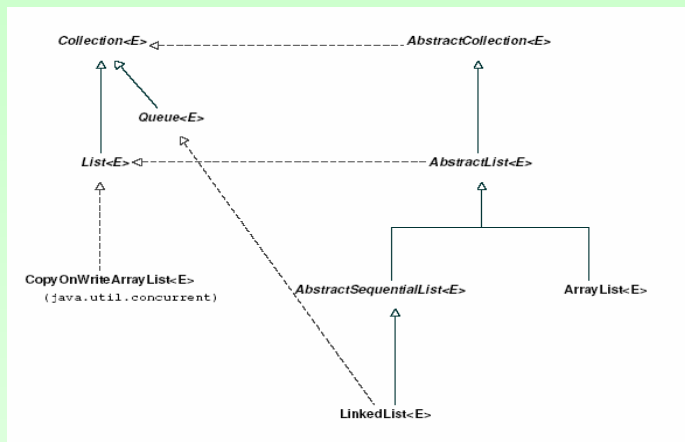 Collection<E>
AbstractCollection<E>
Queue<E>
List<E>
AbstractList<E>
CopyOnWriteArrayList<E>
(java.util.concurrent)
AbstractSequentialList<E>
ArrayList<E>
LinkedList<E>